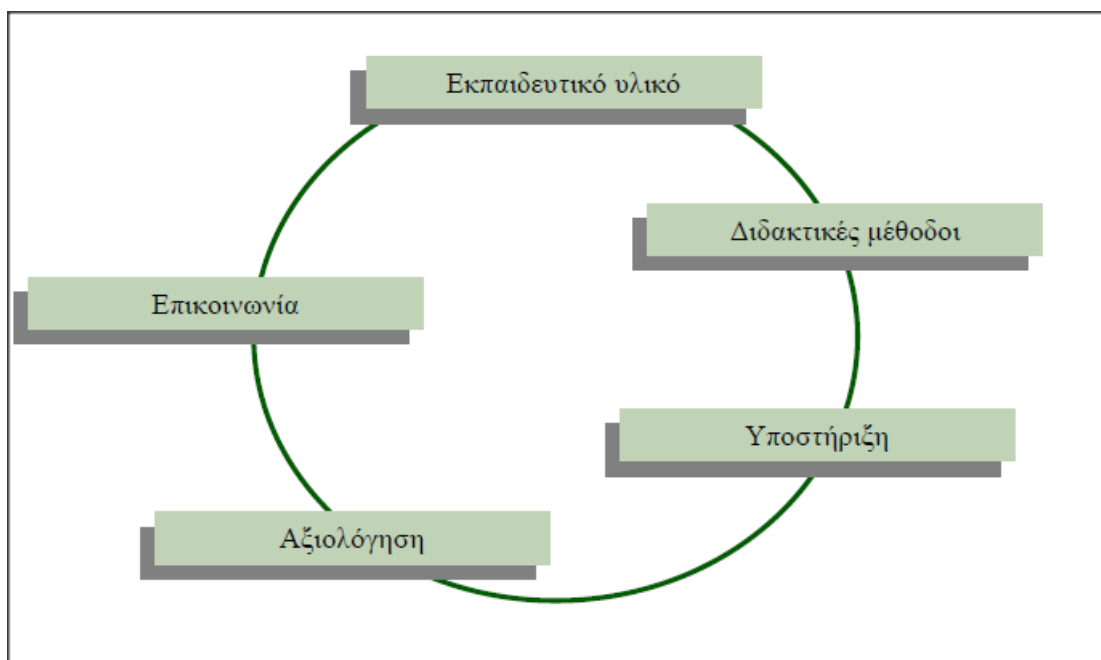 Εκπαιδευτικό υλικό
Διδακτικές μέθοδοι
Επικοινωνία
Υποστήριξη
Αξιολόγηση